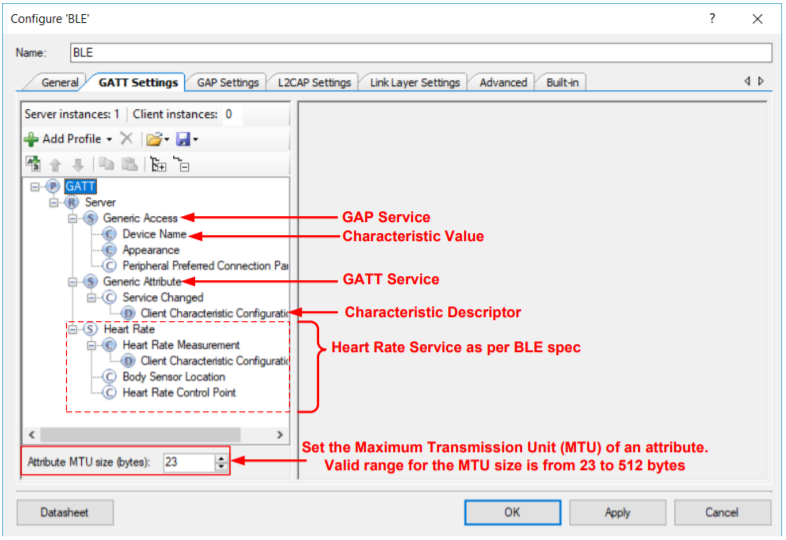 Configure 'BLE'
?
Name: BLE
General GATT Settings GAP Settings L2CAP Settings Link Layer Settings Advanced Built-in
Server instances: 1 Client instances: 0
Add Profile
P GATT
R Server
S Generic Access
GAP Service
C Device Name
Characteristic Value
C Appearance
C Peripheral Preferred Connection Par
S Generic Attribute
GATT Service
C Service Changed
D Client Characteristic Configuratic
Characteristic Descriptor
S Heart Rate
C Heart Rate Measurement
Heart Rate Service as per BLE spec
D Client Characteristic Configuratic
C Body Sensor Location
C Heart Rate Control Point
Set the Maximum Transmission Unit (MTU) of an attribute.
Attribute MTU size (bytes): 23
Valid range for the MTU size is from 23 to 512 bytes
Datasheet OK Apply Cancel